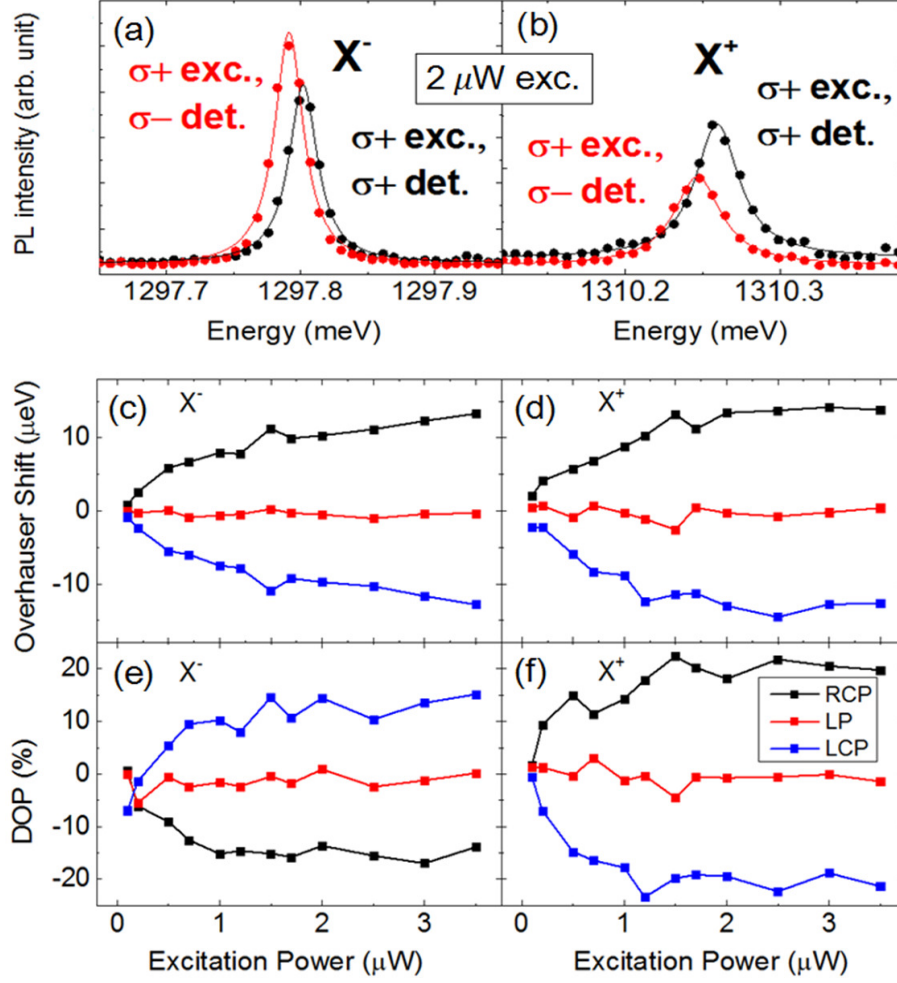 (a)
X⁻
σ+ exc.,
σ− det.
σ+ exc.,
σ+ det.
2 μW exc.
(b)
X⁺
σ+ exc.,
σ+ det.
σ+ exc.,
σ− det.
PL intensity (arb. unit)
1297.7 1297.8 1297.9
1310.2 1310.3
Energy (meV)
Energy (meV)
(c) X⁻
(d) X⁺
Overhauser Shift (μeV)
10
0
-10
(e) X⁻
(f) X⁺
RCP
LP
LCP
DOP (%)
20
10
0
-10
-20
0 1 2 3
0 1 2 3
Excitation Power (μW)
Excitation Power (μW)